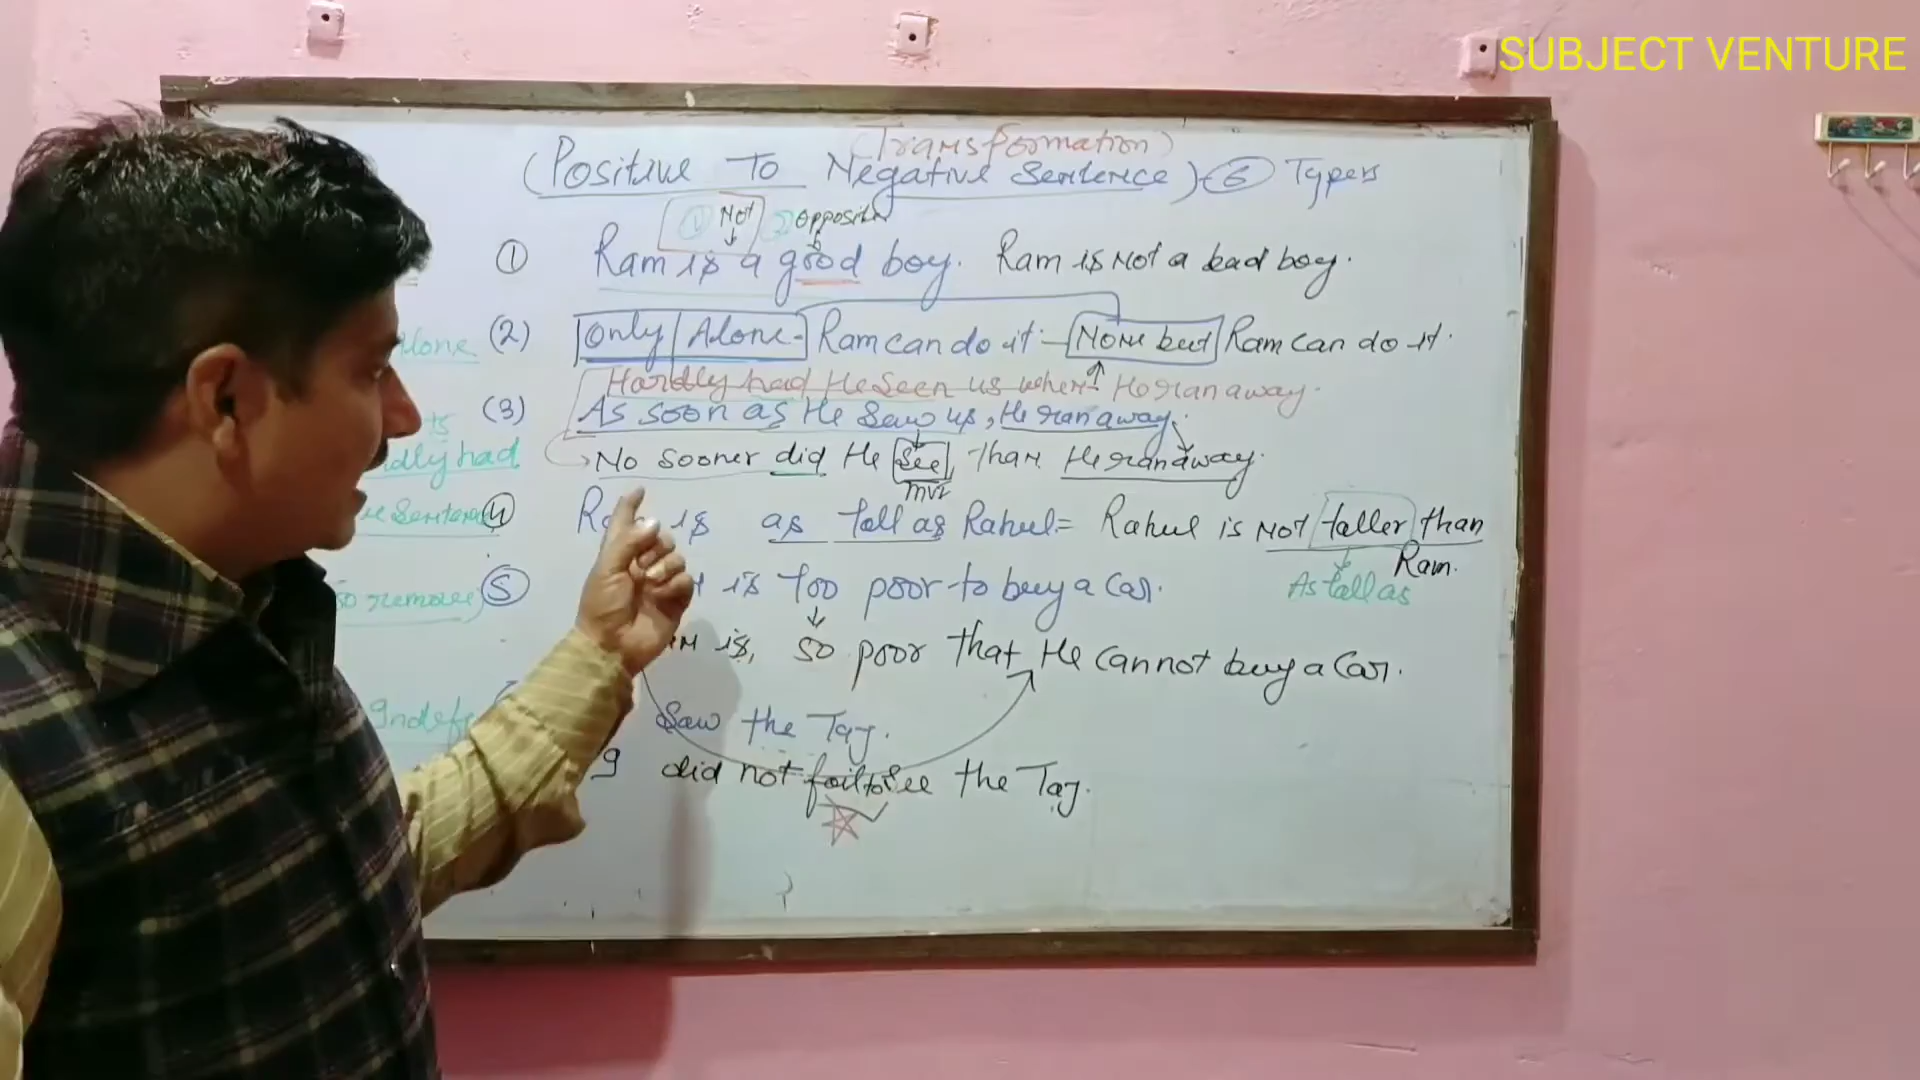 SUBJECT VENTURE
(Transformation)
(Positive To Negative Sentence) 6 Types
① Not ② opposite
① Ram is a good boy. Ram is Not a bad boy.
Alone (2) Only / Alone - Ram can do it - None but Ram can do it.
Hardly had He seen us when He ran away.
ts (3) As soon as He saw us, He ran away.
dly had No sooner did He See, than He ran away.
mv1
ve Sentence 4 is as tall as Rahul = Rahul is Not taller than
Ram.
As tall as
so remove) 5 is Too poor to buy a Car.
is, so poor that He cannot buy a Car.
Indef Saw the Taj.
I did not fail to See the Taj.